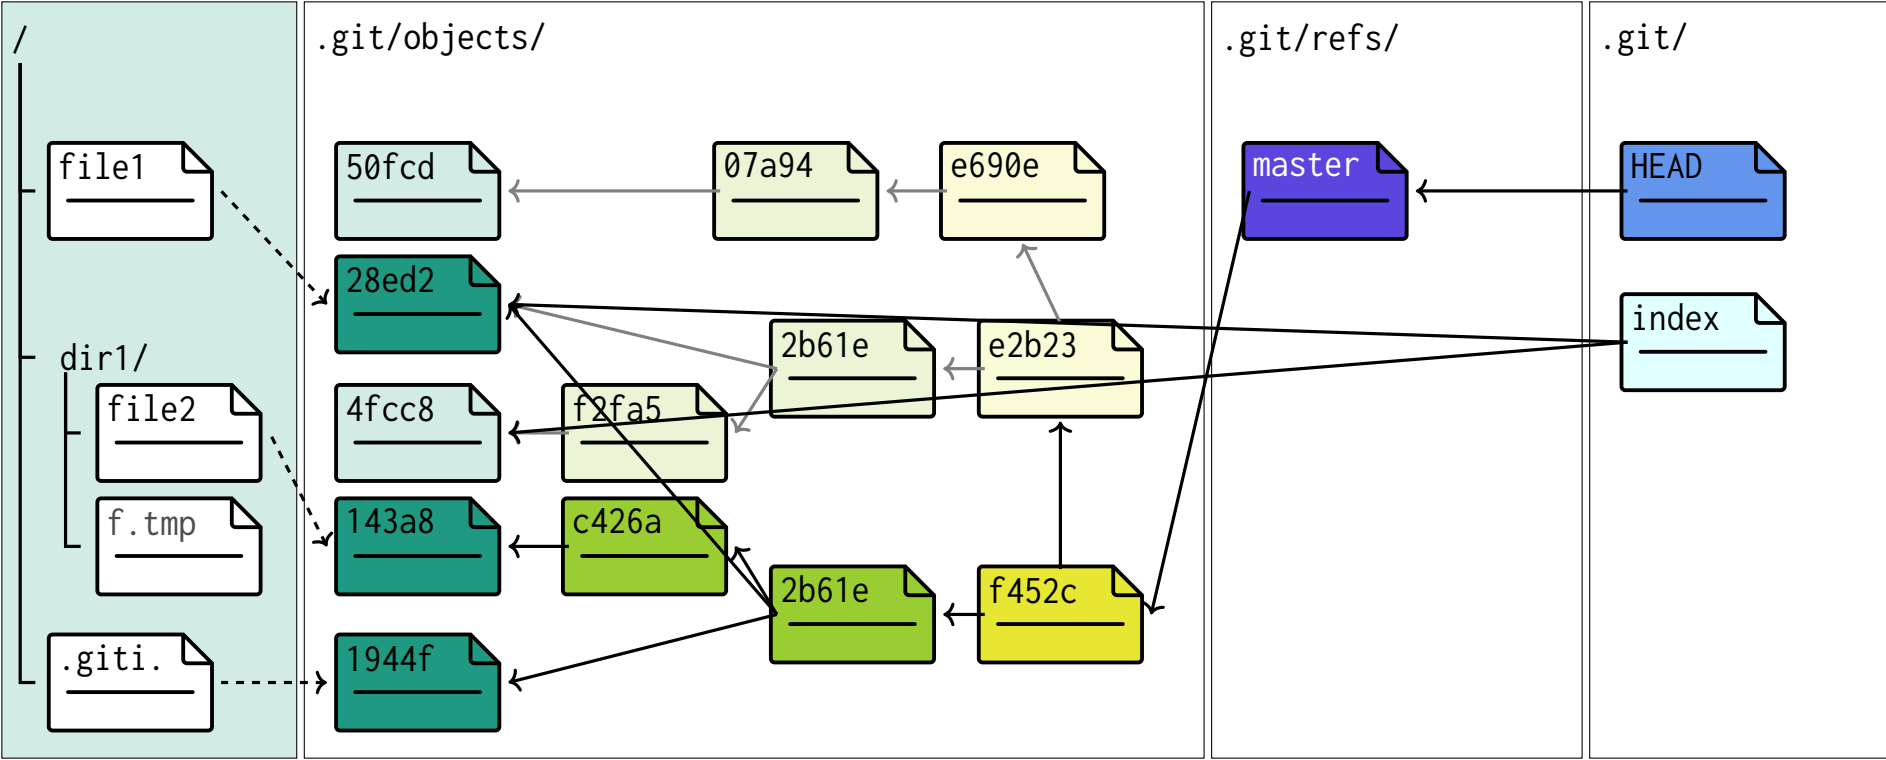 /
.git/objects/
.git/refs/
.git/
file1
50fcd
07a94
e690e
master
HEAD
28ed2
index
dir1/
2b61e
e2b23
file2
4fcc8
f2fa5
f.tmp
143a8
c426a
2b61e
f452c
.giti.
1944f